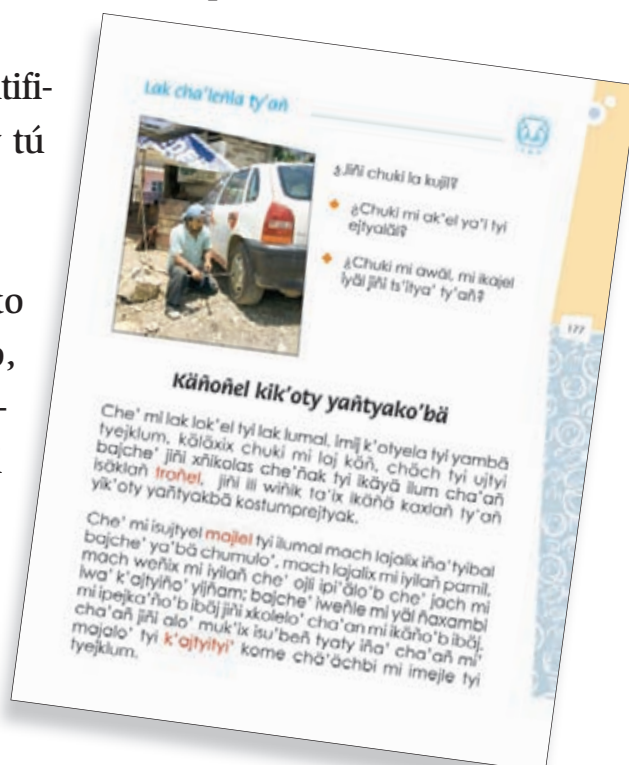 tifi-
tú
to
,
-
Lak cha'leñla ty'añ
¿Jiñi chuki la kujil?
¿Chuki mi ak'el ya'i tyi
ejtyaläl?
¿Chuki mi awäl, mi ikajel
iyäl jiñi ts'itya' ty'añ?
177
Käñoñel kik'oty yañtyako'bä
Che' mi lak lok'el tyi lak lumal, imij k'otyela tyi yambä
tyejklum, käläxix chuki mi loj käñ, chäch tyi ujtyi
bajche' jiñi xñikolas che'ñak tyi ikäyä ilum cha'añ
isäklañ troñel, jiñi ili wiñik ta'ix ikäñä kaxlañ ty'añ
yik'oty yañtyakbä kostumprejtyak.
Che' mi isujtyel majlel tyi ilumal mach lajalix iña'tyibal
bajche' ya'bä chumulo', mach lajalix mi iyilañ pamil,
mach weñix mi iyilañ che' ojli ipi'älo'b che' jach mi
iwa' k'ajtyiño' yijñam; bajche' iweñle mi yäl ñaxambi
mi ipejka'ño'b ibäj jiñi xkolelo' cha'an mi ikäño'b ibäj,
cha'añ jiñi alo' muk'ix isu'beñ tyaty iña' cha'añ mi'
majalo' tyi k'ajtyityi' kome chä'ächbi mi imejle tyi
tyejklum.